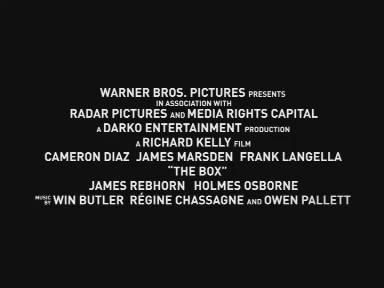 WARNER BROS. PICTURES PRESENTS
IN ASSOCIATION WITH
RADAR PICTURES AND MEDIA RIGHTS CAPITAL
A DARKO ENTERTAINMENT PRODUCTION
A RICHARD KELLY FILM
CAMERON DIAZ JAMES MARSDEN FRANK LANGELLA
"THE BOX"
JAMES REBHORN HOLMES OSBORNE
MUSIC BY WIN BUTLER RÉGINE CHASSAGNE AND OWEN PALLETT